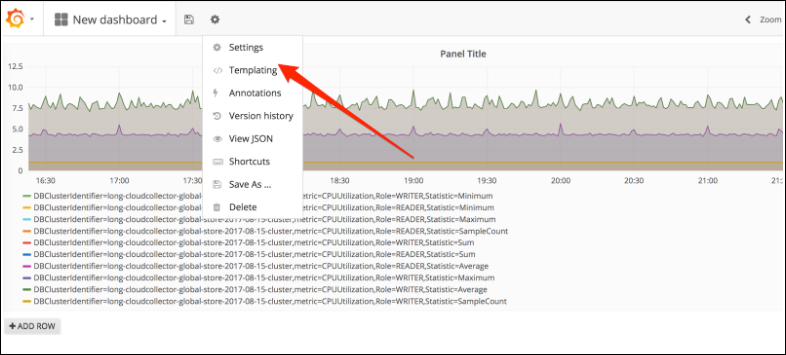 New dashboard
Zoom
Settings
Templating
Annotations
Version history
View JSON
Shortcuts
Save As ...
Delete
Panel Title
12.5
10.0
7.5
5.0
2.5
0
16:30 17:00 17:30 18:30 19:00 19:30 20:00 20:30 21:00 21:
DBClusterIdentifier=long-cloudcollector-global-store-2017-08-15-cluster,metric=CPUUtilization,Role=WRITER,Statistic=Minimum
DBClusterIdentifier=long-cloudcollector-global-store-2017-08-15-cluster,metric=CPUUtilization,Role=READER,Statistic=Minimum
DBClusterIdentifier=long-cloudcollector-global-store-2017-08-15-cluster,metric=CPUUtilization,Role=READER,Statistic=Maximum
DBClusterIdentifier=long-cloudcollector-global-store-2017-08-15-cluster,metric=CPUUtilization,Role=READER,Statistic=SampleCount
DBClusterIdentifier=long-cloudcollector-global-store-2017-08-15-cluster,metric=CPUUtilization,Role=WRITER,Statistic=Sum
DBClusterIdentifier=long-cloudcollector-global-store-2017-08-15-cluster,metric=CPUUtilization,Role=READER,Statistic=Sum
DBClusterIdentifier=long-cloudcollector-global-store-2017-08-15-cluster,metric=CPUUtilization,Role=READER,Statistic=Average
DBClusterIdentifier=long-cloudcollector-global-store-2017-08-15-cluster,metric=CPUUtilization,Role=WRITER,Statistic=Maximum
DBClusterIdentifier=long-cloudcollector-global-store-2017-08-15-cluster,metric=CPUUtilization,Role=WRITER,Statistic=Average
DBClusterIdentifier=long-cloudcollector-global-store-2017-08-15-cluster,metric=CPUUtilization,Role=WRITER,Statistic=SampleCount
+ ADD ROW